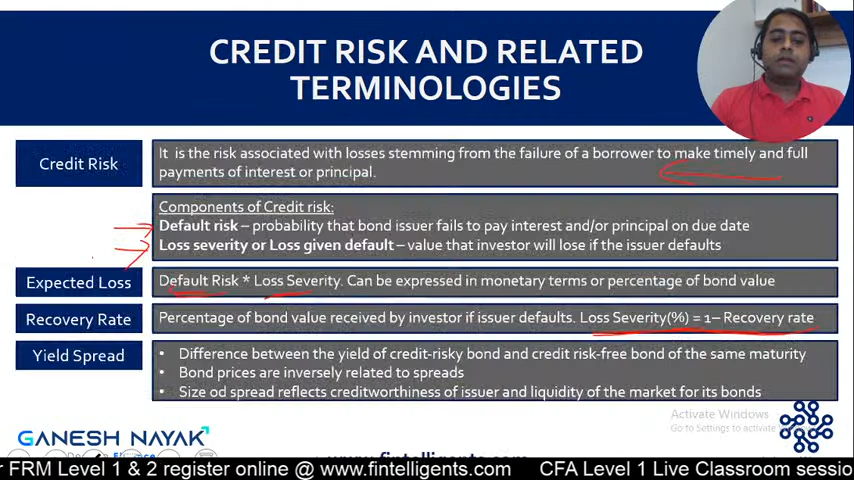 CREDIT RISK AND RELATED
TERMINOLOGIES
Credit Risk
It is the risk associated with losses stemming from the failure of a borrower to make timely and full
payments of interest or principal.
Components of Credit risk:
Default risk – probability that bond issuer fails to pay interest and/or principal on due date
Loss severity or Loss given default – value that investor will lose if the issuer defaults
Expected Loss
Default Risk * Loss Severity. Can be expressed in monetary terms or percentage of bond value
Recovery Rate
Percentage of bond value received by investor if issuer defaults. Loss Severity(%) = 1– Recovery rate
Yield Spread
• Difference between the yield of credit-risky bond and credit risk-free bond of the same maturity
• Bond prices are inversely related to spreads
• Size od spread reflects creditworthiness of issuer and liquidity of the market for its bonds
Activate Windows
Go to Settings to activate
GANESH NAYAK
r FRM Level 1 & 2 register online @ www.fintelligents.com CFA Level 1 Live Classroom sessio